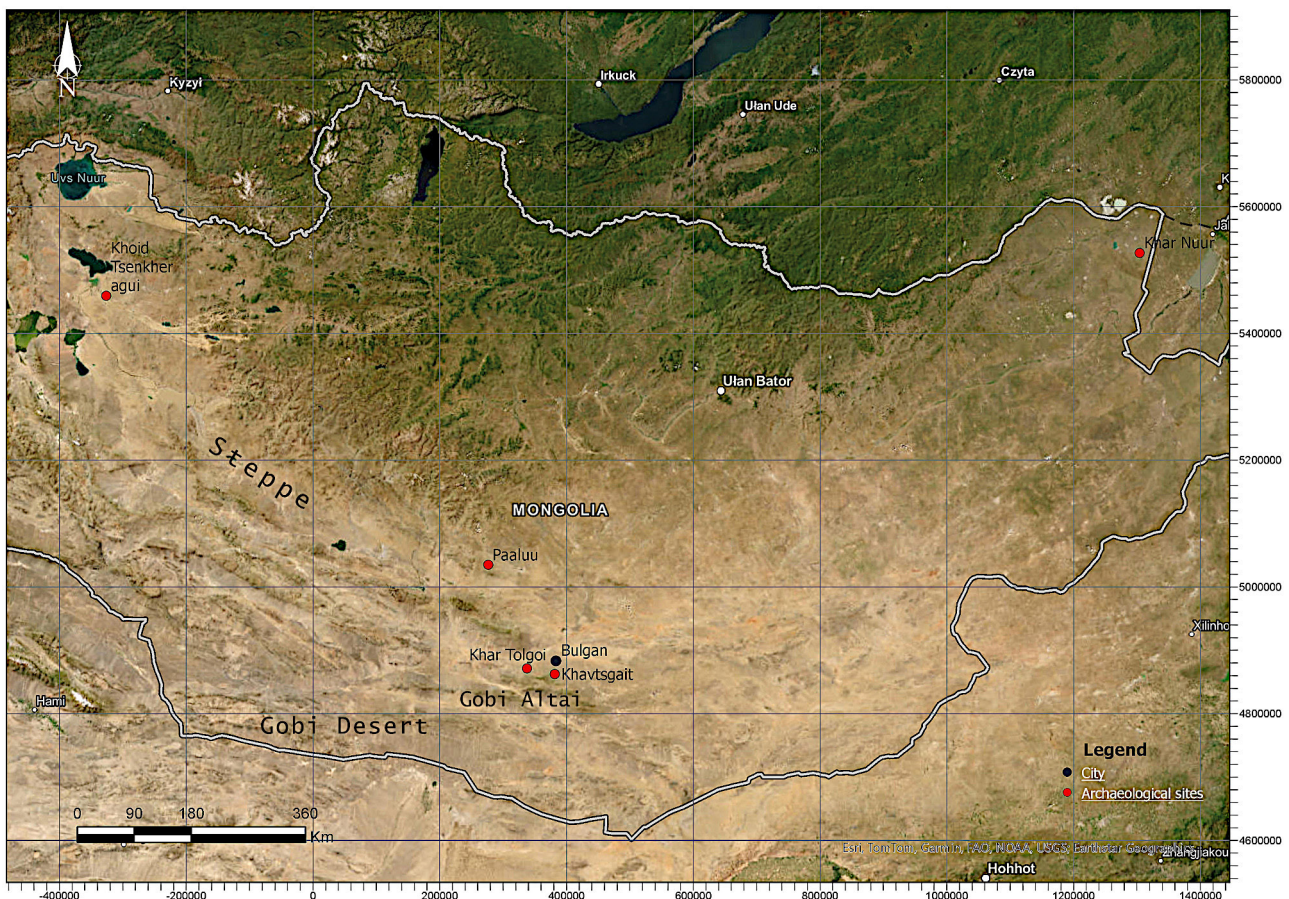 N
Kyzył
Irkuck
Ułan Ude
Czyta
5800000
Uvs Nuur
K
5600000
Khoid
Tsenkher
agui
Khar Nuur
5400000
Ułan Bator
Steppe
5200000
MONGOLIA
Paaluu
5000000
Xilinho
Khar Tolgoi
Bulgan
Khavtsgait
Gobi Altai
Hami
4800000
Gobi Desert
Legend
City
Archaeological sites
0 90 180 360
Km
4600000
Esri, TomTom, Garmin, FAO, NOAA, USGS, Earthstar Geographics
Zhangjiakou
Hohhot
-400000 -200000 0 200000 400000 600000 800000 1000000 1200000 1400000